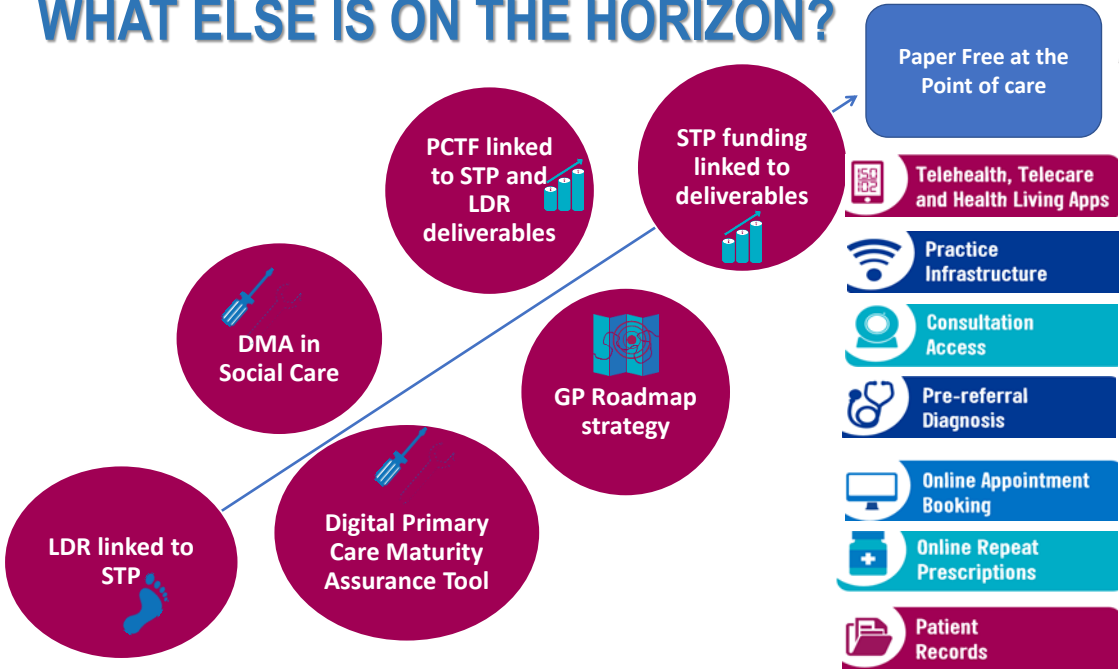 WHAT ELSE IS ON THE HORIZON?
Paper Free at the
Point of care
PCTF linked
to STP and
LDR
deliverables
STP funding
linked to
deliverables
DMA in
Social Care
GP Roadmap
strategy
LDR linked to
STP
Digital Primary
Care Maturity
Assurance Tool
Telehealth, Telecare
and Health Living Apps
Practice
Infrastructure
Consultation
Access
Pre-referral
Diagnosis
Online Appointment
Booking
Online Repeat
Prescriptions
Patient
Records